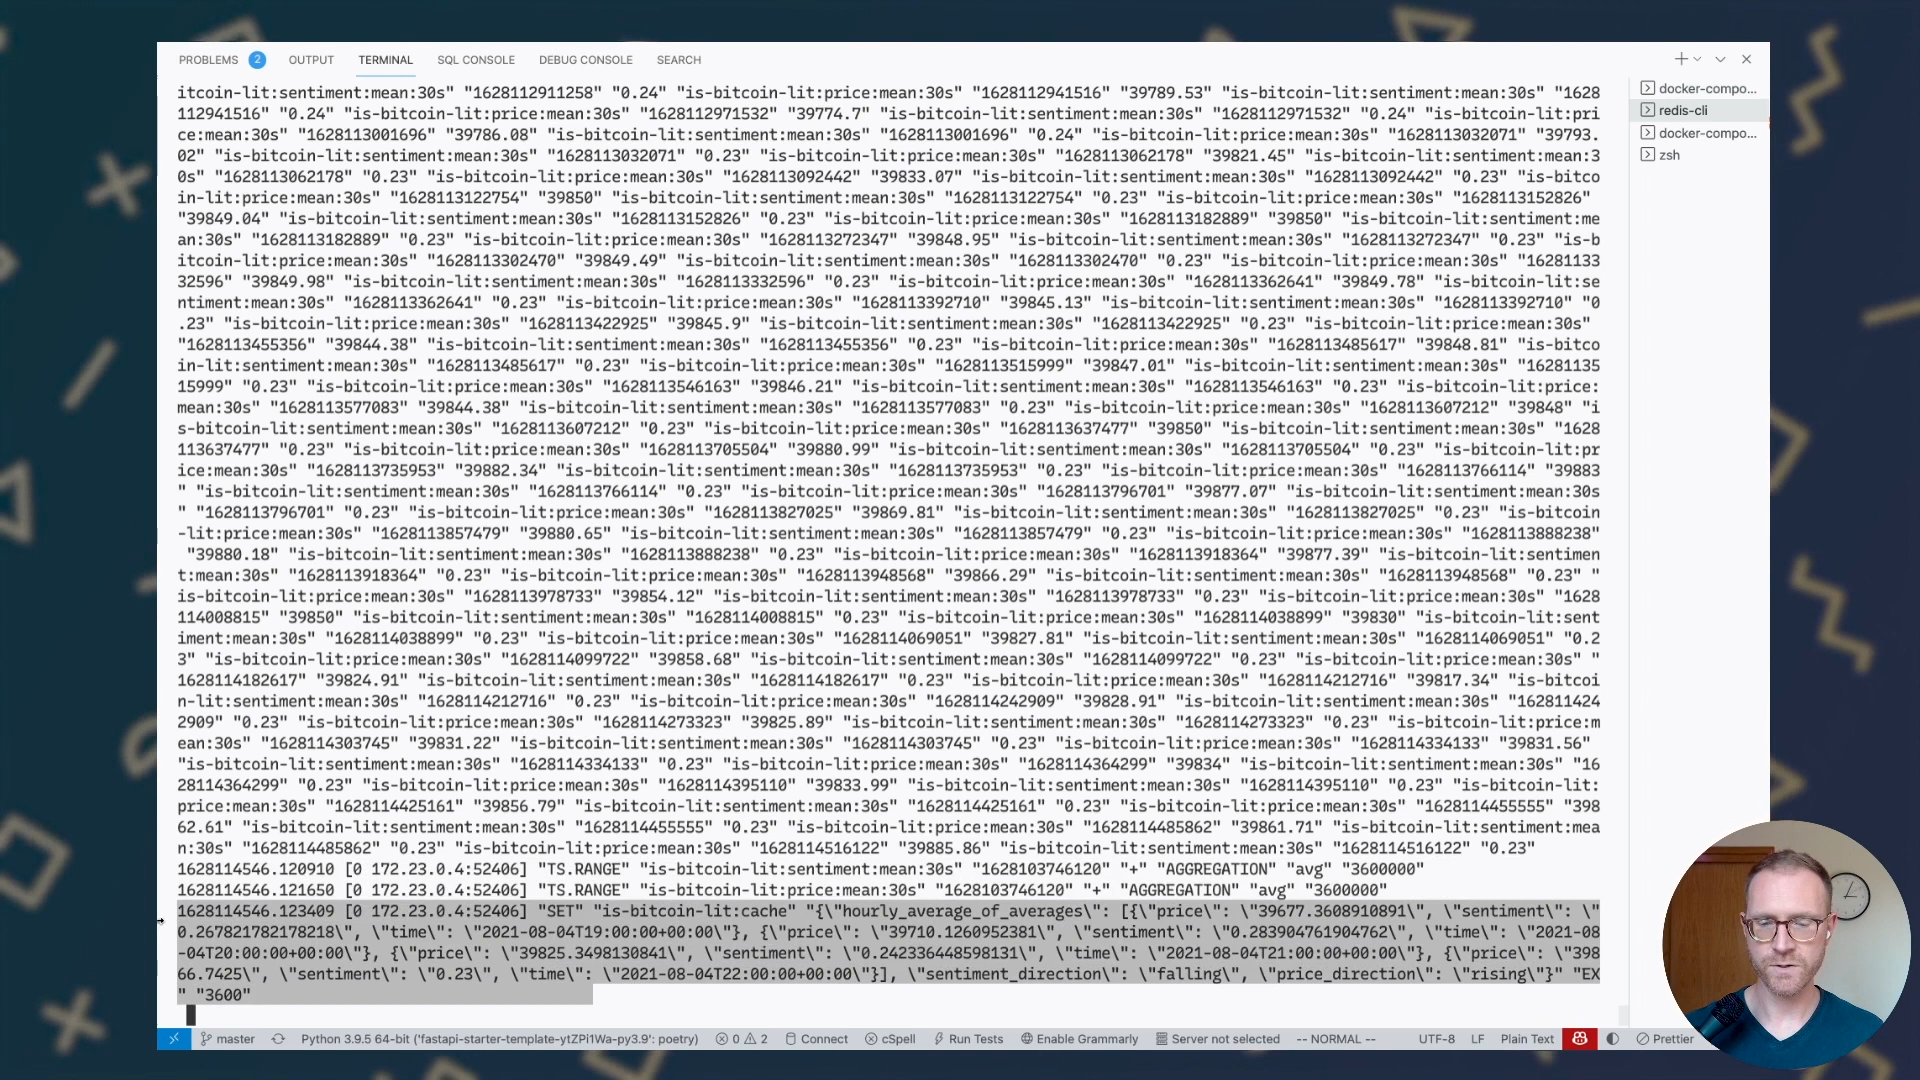 PROBLEMS 2 OUTPUT TERMINAL SQL CONSOLE DEBUG CONSOLE SEARCH
itcoin-lit:sentiment:mean:30s" "1628112911258" "0.24" "is-bitcoin-lit:price:mean:30s" "1628112941516" "39789.53" "is-bitcoin-lit:sentiment:mean:30s" "1628
112941516" "0.24" "is-bitcoin-lit:price:mean:30s" "1628112971532" "39774.7" "is-bitcoin-lit:sentiment:mean:30s" "1628112971532" "0.24" "is-bitcoin-lit:pri
ce:mean:30s" "1628113001696" "39786.08" "is-bitcoin-lit:sentiment:mean:30s" "1628113001696" "0.24" "is-bitcoin-lit:price:mean:30s" "1628113032071" "39793.
02" "is-bitcoin-lit:sentiment:mean:30s" "1628113032071" "0.23" "is-bitcoin-lit:price:mean:30s" "1628113062178" "39821.45" "is-bitcoin-lit:sentiment:mean:3
0s" "1628113062178" "0.23" "is-bitcoin-lit:price:mean:30s" "1628113092442" "39833.07" "is-bitcoin-lit:sentiment:mean:30s" "1628113092442" "0.23" "is-bitco
in-lit:price:mean:30s" "1628113122754" "39850" "is-bitcoin-lit:sentiment:mean:30s" "1628113122754" "0.23" "is-bitcoin-lit:price:mean:30s" "1628113152826"
"39849.04" "is-bitcoin-lit:sentiment:mean:30s" "1628113152826" "0.23" "is-bitcoin-lit:price:mean:30s" "1628113182889" "39850" "is-bitcoin-lit:sentiment:me
an:30s" "1628113182889" "0.23" "is-bitcoin-lit:price:mean:30s" "1628113272347" "39848.95" "is-bitcoin-lit:sentiment:mean:30s" "1628113272347" "0.23" "is-b
itcoin-lit:price:mean:30s" "1628113302470" "39849.49" "is-bitcoin-lit:sentiment:mean:30s" "1628113302470" "0.23" "is-bitcoin-lit:price:mean:30s" "16281133
32596" "39849.98" "is-bitcoin-lit:sentiment:mean:30s" "1628113332596" "0.23" "is-bitcoin-lit:price:mean:30s" "1628113362641" "39849.78" "is-bitcoin-lit:se
ntiment:mean:30s" "1628113362641" "0.23" "is-bitcoin-lit:price:mean:30s" "1628113392710" "39845.13" "is-bitcoin-lit:sentiment:mean:30s" "1628113392710" "0
.23" "is-bitcoin-lit:price:mean:30s" "1628113422925" "39845.9" "is-bitcoin-lit:sentiment:mean:30s" "1628113422925" "0.23" "is-bitcoin-lit:price:mean:30s"
"1628113455356" "39844.38" "is-bitcoin-lit:sentiment:mean:30s" "1628113455356" "0.23" "is-bitcoin-lit:price:mean:30s" "1628113485617" "39848.81" "is-bitco
in-lit:sentiment:mean:30s" "1628113485617" "0.23" "is-bitcoin-lit:price:mean:30s" "1628113515999" "39847.01" "is-bitcoin-lit:sentiment:mean:30s" "16281135
15999" "0.23" "is-bitcoin-lit:price:mean:30s" "1628113546163" "39846.21" "is-bitcoin-lit:sentiment:mean:30s" "1628113546163" "0.23" "is-bitcoin-lit:price:
mean:30s" "1628113577083" "39844.38" "is-bitcoin-lit:sentiment:mean:30s" "1628113577083" "0.23" "is-bitcoin-lit:price:mean:30s" "1628113607212" "39848" "i
s-bitcoin-lit:sentiment:mean:30s" "1628113607212" "0.23" "is-bitcoin-lit:price:mean:30s" "1628113637477" "39850" "is-bitcoin-lit:sentiment:mean:30s" "1628
113637477" "0.23" "is-bitcoin-lit:price:mean:30s" "1628113705504" "39880.99" "is-bitcoin-lit:sentiment:mean:30s" "1628113705504" "0.23" "is-bitcoin-lit:pr
ice:mean:30s" "1628113735953" "39882.34" "is-bitcoin-lit:sentiment:mean:30s" "1628113735953" "0.23" "is-bitcoin-lit:price:mean:30s" "1628113766114" "39883
" "is-bitcoin-lit:sentiment:mean:30s" "1628113766114" "0.23" "is-bitcoin-lit:price:mean:30s" "1628113796701" "39877.07" "is-bitcoin-lit:sentiment:mean:30s
" "1628113796701" "0.23" "is-bitcoin-lit:price:mean:30s" "1628113827025" "39869.81" "is-bitcoin-lit:sentiment:mean:30s" "1628113827025" "0.23" "is-bitcoin
-lit:price:mean:30s" "1628113857479" "39880.65" "is-bitcoin-lit:sentiment:mean:30s" "1628113857479" "0.23" "is-bitcoin-lit:price:mean:30s" "1628113888238"
"39880.18" "is-bitcoin-lit:sentiment:mean:30s" "1628113888238" "0.23" "is-bitcoin-lit:price:mean:30s" "1628113918364" "39877.39" "is-bitcoin-lit:sentimen
t:mean:30s" "1628113918364" "0.23" "is-bitcoin-lit:price:mean:30s" "1628113948568" "39866.29" "is-bitcoin-lit:sentiment:mean:30s" "1628113948568" "0.23" "
is-bitcoin-lit:price:mean:30s" "1628113978733" "39854.12" "is-bitcoin-lit:sentiment:mean:30s" "1628113978733" "0.23" "is-bitcoin-lit:price:mean:30s" "1628
114008815" "39850" "is-bitcoin-lit:sentiment:mean:30s" "1628114008815" "0.23" "is-bitcoin-lit:price:mean:30s" "1628114038899" "39830" "is-bitcoin-lit:sent
iment:mean:30s" "1628114038899" "0.23" "is-bitcoin-lit:price:mean:30s" "1628114069051" "39827.81" "is-bitcoin-lit:sentiment:mean:30s" "1628114069051" "0.2
3" "is-bitcoin-lit:price:mean:30s" "1628114099722" "39858.68" "is-bitcoin-lit:sentiment:mean:30s" "1628114099722" "0.23" "is-bitcoin-lit:price:mean:30s" "
1628114182617" "39824.91" "is-bitcoin-lit:sentiment:mean:30s" "1628114182617" "0.23" "is-bitcoin-lit:price:mean:30s" "1628114212716" "39817.34" "is-bitcoi
n-lit:sentiment:mean:30s" "1628114212716" "0.23" "is-bitcoin-lit:price:mean:30s" "1628114242909" "39828.91" "is-bitcoin-lit:sentiment:mean:30s" "162811424
2909" "0.23" "is-bitcoin-lit:price:mean:30s" "1628114273323" "39825.89" "is-bitcoin-lit:sentiment:mean:30s" "1628114273323" "0.23" "is-bitcoin-lit:price:m
ean:30s" "1628114303745" "39831.22" "is-bitcoin-lit:sentiment:mean:30s" "1628114303745" "0.23" "is-bitcoin-lit:price:mean:30s" "1628114334133" "39831.56"
"is-bitcoin-lit:sentiment:mean:30s" "1628114334133" "0.23" "is-bitcoin-lit:price:mean:30s" "1628114364299" "39834" "is-bitcoin-lit:sentiment:mean:30s" "16
28114364299" "0.23" "is-bitcoin-lit:price:mean:30s" "1628114395110" "39833.99" "is-bitcoin-lit:sentiment:mean:30s" "1628114395110" "0.23" "is-bitcoin-lit:
price:mean:30s" "1628114425161" "39856.79" "is-bitcoin-lit:sentiment:mean:30s" "1628114425161" "0.23" "is-bitcoin-lit:price:mean:30s" "1628114455555" "398
62.61" "is-bitcoin-lit:sentiment:mean:30s" "1628114455555" "0.23" "is-bitcoin-lit:price:mean:30s" "1628114485862" "39861.71" "is-bitcoin-lit:sentiment:mea
n:30s" "1628114485862" "0.23" "is-bitcoin-lit:price:mean:30s" "1628114516122" "39885.86" "is-bitcoin-lit:sentiment:mean:30s" "1628114516122" "0.23"
1628114546.120910 [0 172.23.0.4:52406] "TS.RANGE" "is-bitcoin-lit:sentiment:mean:30s" "1628103746120" "+" "AGGREGATION" "avg" "3600000"
1628114546.121650 [0 172.23.0.4:52406] "TS.RANGE" "is-bitcoin-lit:price:mean:30s" "1628103746120" "+" "AGGREGATION" "avg" "3600000"
1628114546.123409 [0 172.23.0.4:52406] "SET" "is-bitcoin-lit:cache" "{\"hourly_average_of_averages\": [{\"price\": \"39677.3608910891\", \"sentiment\": \"
0.267821782178218\", \"time\": \"2021-08-04T19:00:00+00:00\"}, {\"price\": \"39710.1260952381\", \"sentiment\": \"0.283904761904762\", \"time\": \"2021-08
-04T20:00:00+00:00\"}, {\"price\": \"39825.3498130841\", \"sentiment\": \"0.242336448598131\", \"time\": \"2021-08-04T21:00:00+00:00\"}, {\"price\": \"398
66.7425\", \"sentiment\": \"0.23\", \"time\": \"2021-08-04T22:00:00+00:00\"}], \"sentiment_direction\": \"falling\", \"price_direction\": \"rising\"}" "EX
" "3600"
docker-compo...
redis-cli
docker-compo...
zsh
master Python 3.9.5 64-bit ('fastapi-starter-template-ytZPi1Wa-py3.9': poetry) 0 2 Connect cSpell Run Tests Enable Grammarly Server not selected -- NORMAL -- UTF-8 LF Plain Text Prettier